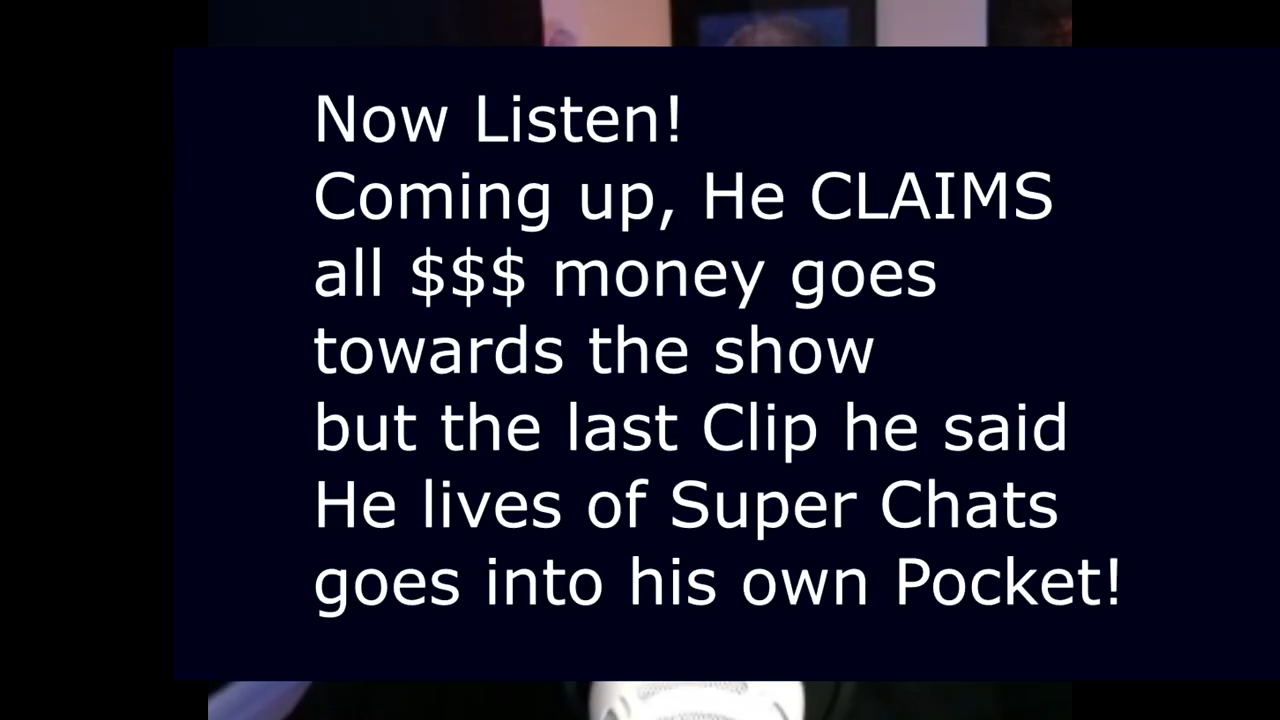 Now Listen!
Coming up, He CLAIMS
all $$$ money goes
towards the show
but the last Clip he said
He lives of Super Chats
goes into his own Pocket!